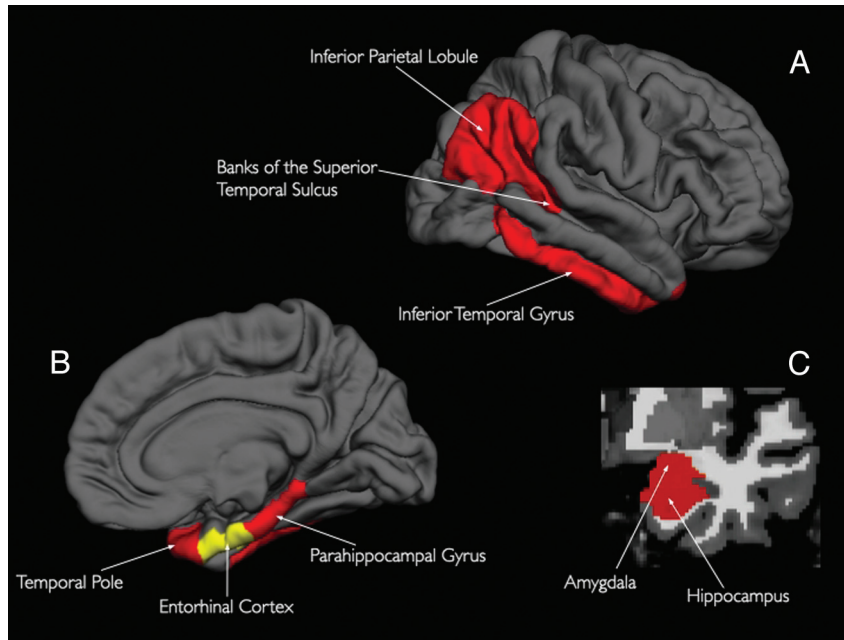 Inferior Parietal Lobule
A
Banks of the Superior
Temporal Sulcus
Inferior Temporal Gyrus
B
C
Parahippocampal Gyrus
Temporal Pole
Entorhinal Cortex
Amygdala
Hippocampus